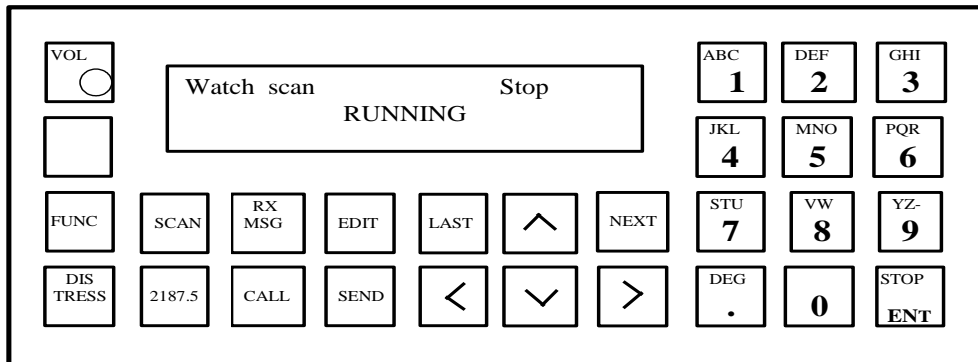 VOL
Watch scan Stop
RUNNING
ABC DEF GHI
1 2 3
JKL MNO PQR
4 5 6
FUNC SCAN RX MSG EDIT LAST NEXT
STU VW YZ-
7 8 9
DIS TRESS 2187.5 CALL SEND
DEG STOP
. 0 ENT